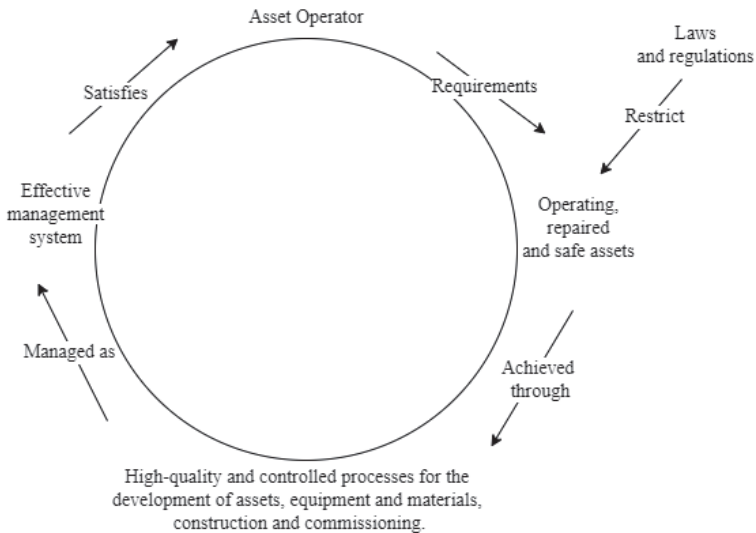 Asset Operator
Laws
and regulations
Satisfies
Requirements
Restrict
Effective
management
system
Operating,
repaired
and safe assets
Managed as
Achieved
through
High-quality and controlled processes for the
development of assets, equipment and materials,
construction and commissioning.